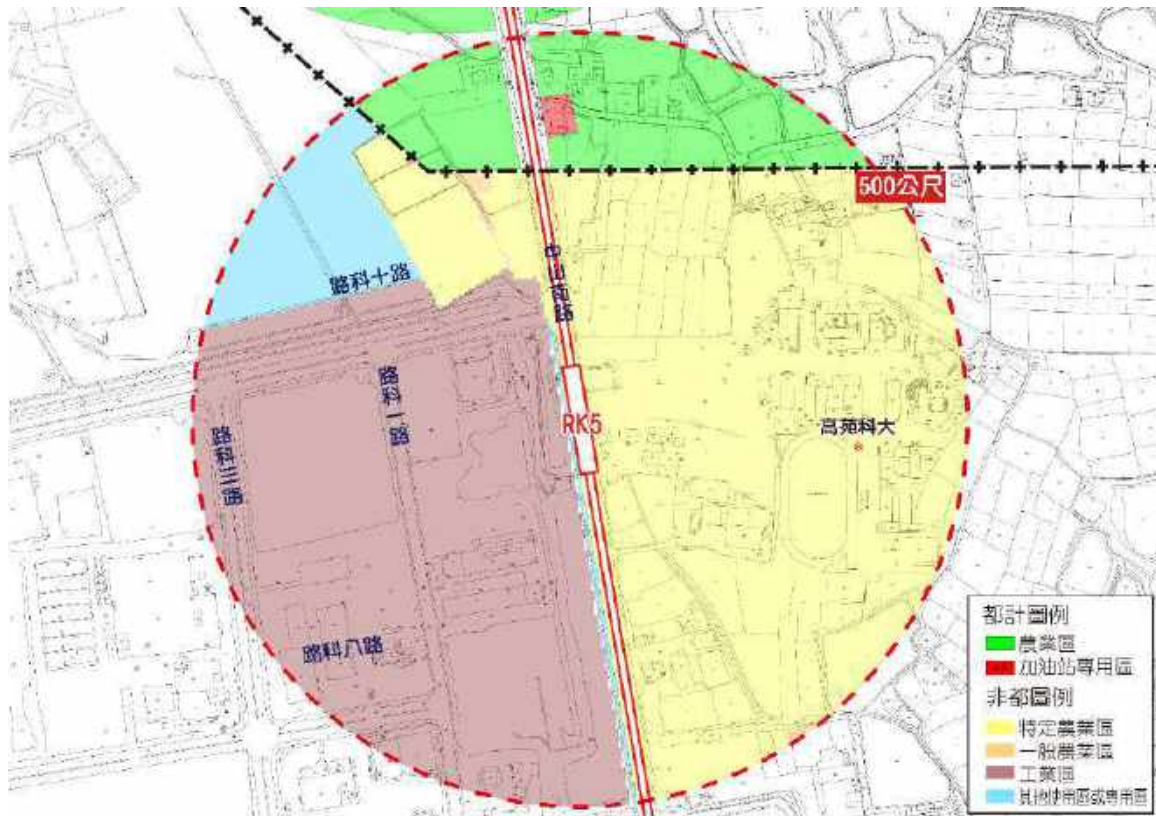 500公尺
中山南路
路科十路
路科一路
RK5
高苑科大
路科三路
路科八路
都計圖例
農業區
加油站專用區
非都圖例
特定農業區
一般農業區
工業區
其他使用區或專用區